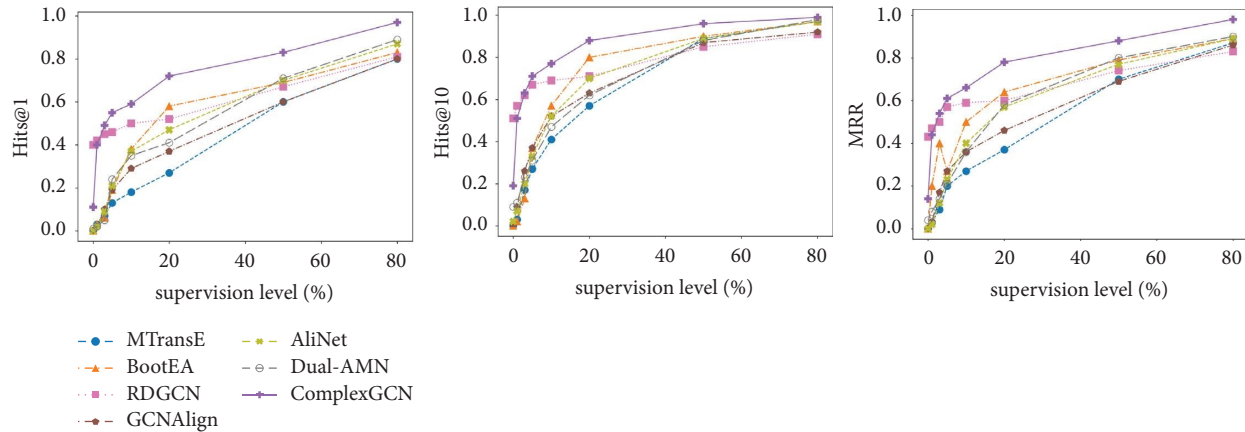 1.0
0.8
0.6
0.4
0.2
0.0
Hits@1
0 20 40 60 80
supervision level (%)
1.0
0.8
0.6
0.4
0.2
0.0
Hits@10
0 20 40 60 80
supervision level (%)
1.0
0.8
0.6
0.4
0.2
0.0
MRR
0 20 40 60 80
supervision level (%)
MTransE
BootEA
RDGCN
GCNAlign
AliNet
Dual-AMN
ComplexGCN